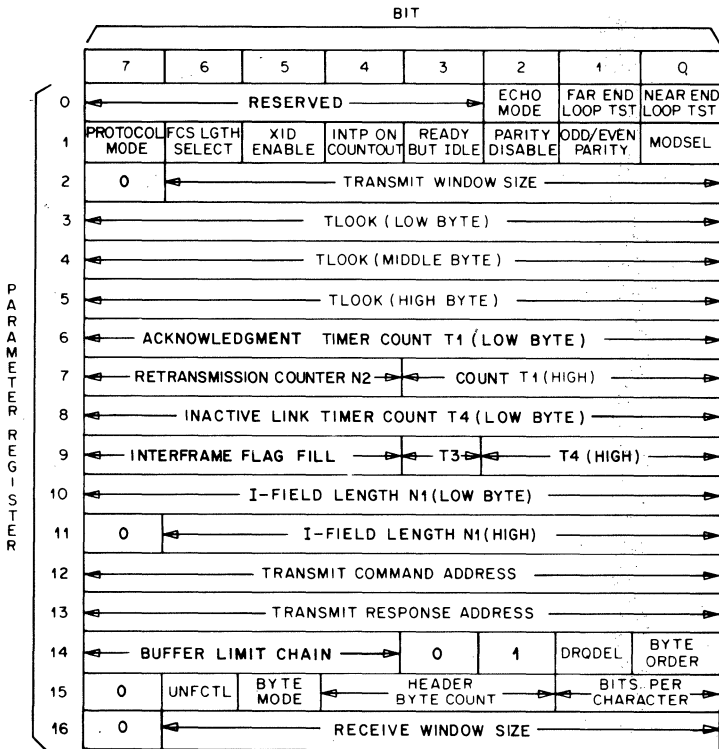 BIT
7 6 5 4 3 2 1 0
0 RESERVED ECHO MODE FAR END LOOP TST NEAR END LOOP TST
1 PROTOCOL MODE FCS LGTH SELECT XID ENABLE INTP ON COUNTOUT READY BUT IDLE PARITY DISABLE ODD/EVEN PARITY MODSEL
2 0 TRANSMIT WINDOW SIZE
3 TLOOK (LOW BYTE)
4 TLOOK (MIDDLE BYTE)
5 TLOOK (HIGH BYTE)
6 ACKNOWLEDGMENT TIMER COUNT T1 (LOW BYTE)
7 RETRANSMISSION COUNTER N2 COUNT T1 (HIGH)
8 INACTIVE LINK TIMER COUNT T4 (LOW BYTE)
9 INTERFRAME FLAG FILL T3 T4 (HIGH)
10 I-FIELD LENGTH N1 (LOW BYTE)
11 0 I-FIELD LENGTH N1 (HIGH)
12 TRANSMIT COMMAND ADDRESS
13 TRANSMIT RESPONSE ADDRESS
14 BUFFER LIMIT CHAIN 0 1 DRQDEL BYTE ORDER
15 0 UNFCTL BYTE MODE HEADER BYTE COUNT BITS PER CHARACTER
16 0 RECEIVE WINDOW SIZE
PARAMETER REGISTER